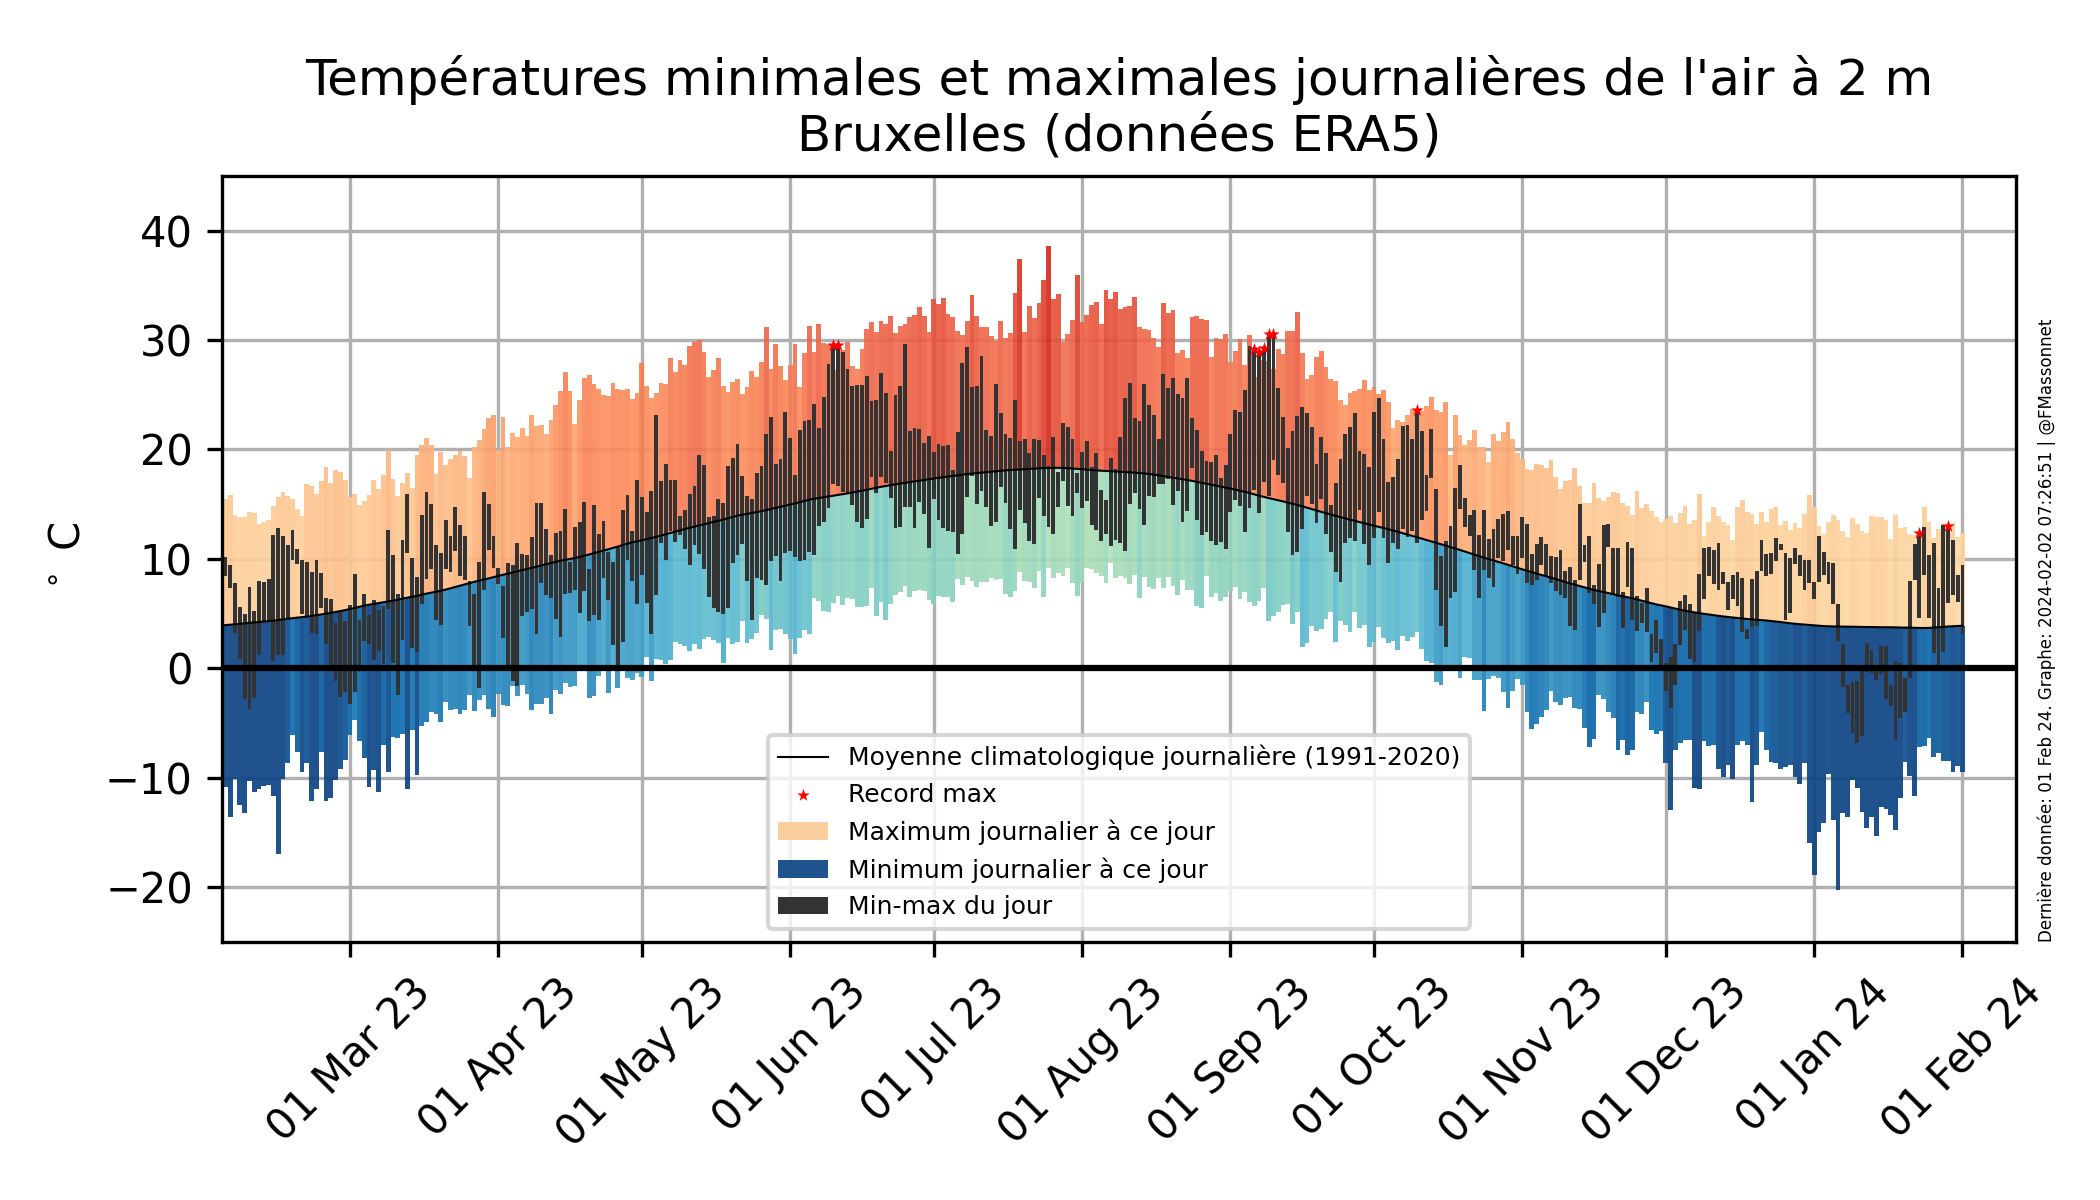 Températures minimales et maximales journalières de l'air à 2 m
Bruxelles (données ERA5)
° C
40
30
20
10
0
−10
−20
Moyenne climatologique journalière (1991-2020)
Record max
Maximum journalier à ce jour
Minimum journalier à ce jour
Min-max du jour
01 Mar 23
01 Apr 23
01 May 23
01 Jun 23
01 Jul 23
01 Aug 23
01 Sep 23
01 Oct 23
01 Nov 23
01 Dec 23
01 Jan 24
01 Feb 24
Dernière donnée: 01 Feb 24. Graphe: 2024-02-02 07:26:51 | @FMassonnet